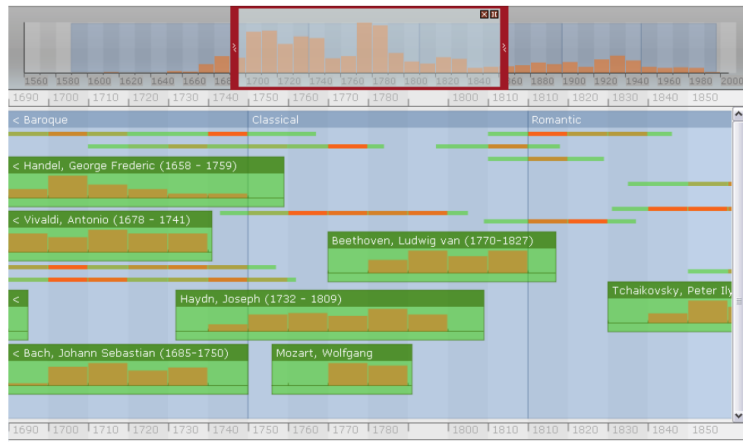 1560 1580 1600 1620 1640 1660 168 1700 1720 1740 1760 1780 1800 1820 1840 1860 1880 1900 1920 1940 1960 1980 2000
1690 1700 1710 1720 1730 1740 1750 1760 1770 1780 1800 1810 1810 1820 1830 1840 1850
< Baroque Classical Romantic
< Handel, George Frederic (1658 - 1759)
< Vivaldi, Antonio (1678 - 1741)
Beethoven, Ludwig van (1770-1827)
< Haydn, Joseph (1732 - 1809) Tchaikovsky, Peter Ily
< Bach, Johann Sebastian (1685-1750) Mozart, Wolfgang
1690 1700 1710 1720 1730 1740 1750 1760 1770 1780 1800 1810 1810 1820 1830 1840 1850